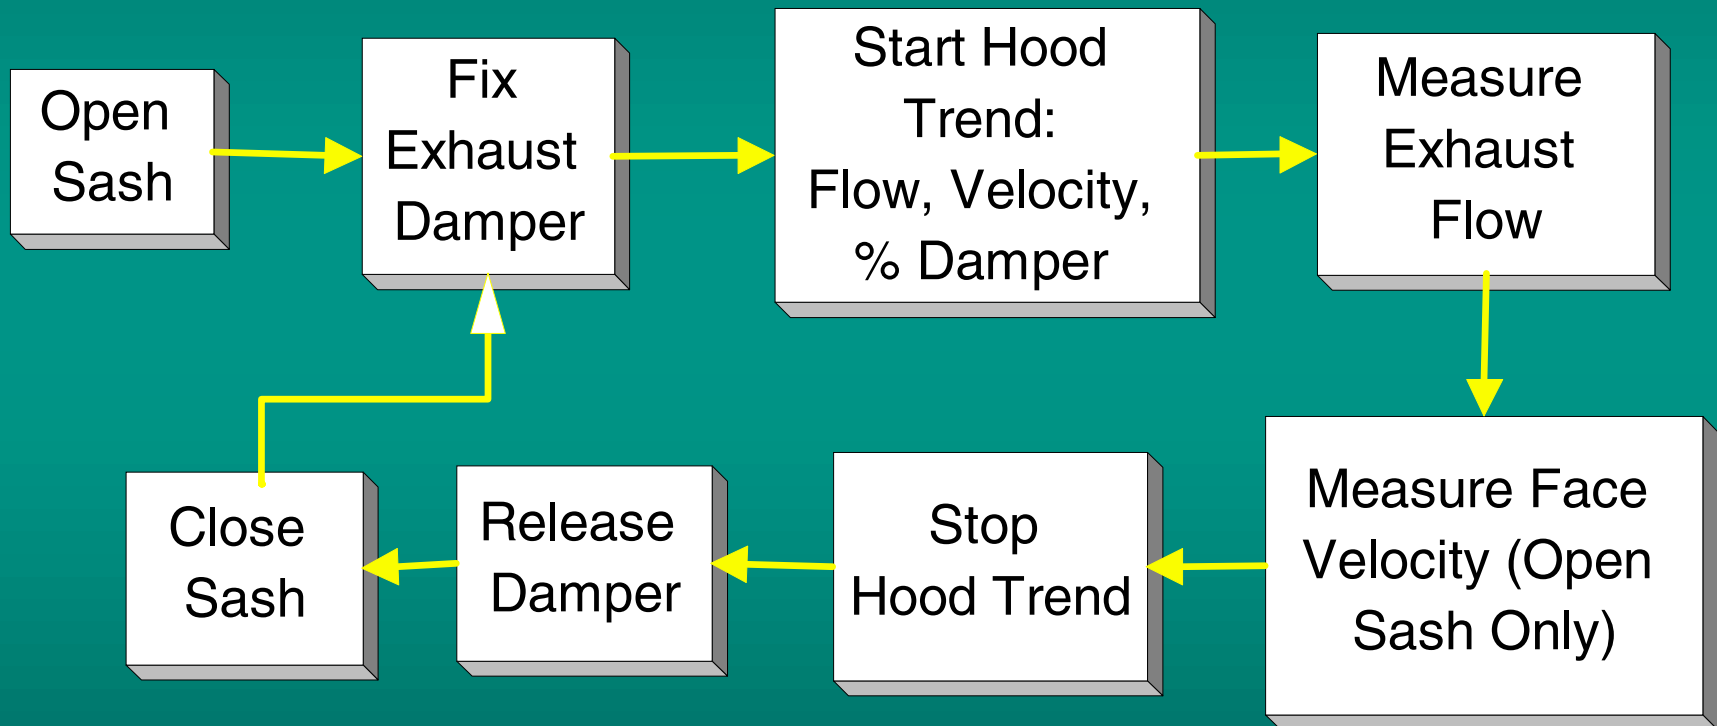 Open
Sash
Fix
Exhaust
Damper
Start Hood
Trend:
Flow, Velocity,
% Damper
Measure
Exhaust
Flow
Measure Face
Velocity (Open
Sash Only)
Stop
Hood Trend
Release
Damper
Close
Sash